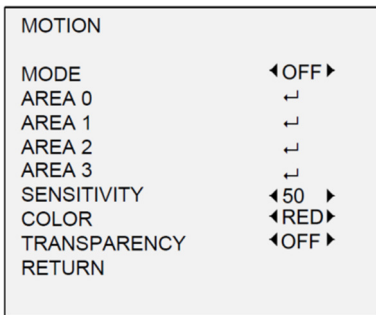 MOTION
MODE ◀OFF▶
AREA 0 ↵
AREA 1 ↵
AREA 2 ↵
AREA 3 ↵
SENSITIVITY ◀50 ▶
COLOR ◀RED▶
TRANSPARENCY ◀OFF▶
RETURN